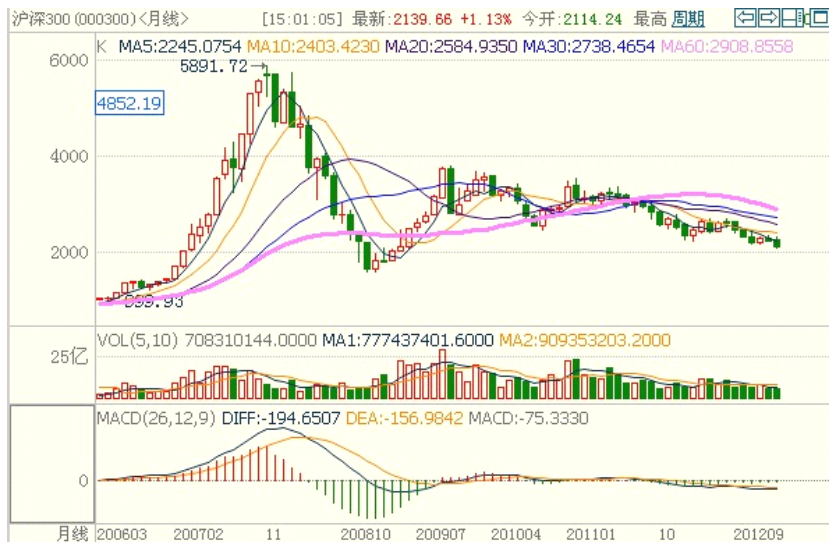 沪深300(000300)<月线> [15:01:05] 最新:2139.66 +1.13% 今开:2114.24 最高 周期
K MA5:2245.0754 MA10:2403.4230 MA20:2584.9350 MA30:2738.4654 MA60:2908.8558
6000
5891.72→
4852.19
4000
2000
999.93
VOL(5,10) 708310144.0000 MA1:777437401.6000 MA2:909353203.2000
25亿
MACD(26,12,9) DIFF:-194.6507 DEA:-156.9842 MACD:-75.3330
0
月线 200603 200702 11 200810 200907 201004 201101 10 201209